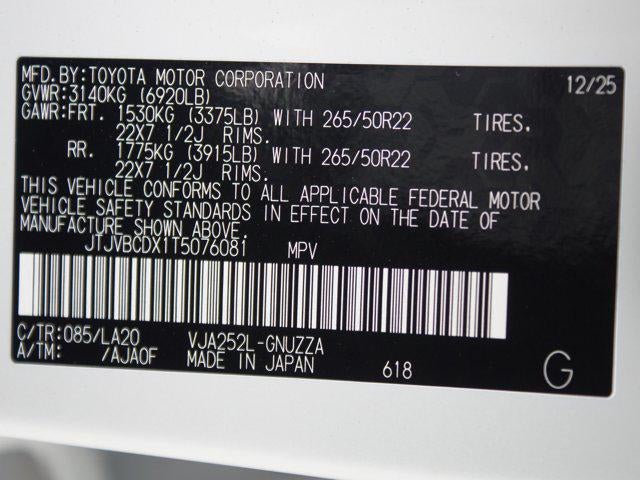 MFD.BY:TOYOTA MOTOR CORPORATION 12/25
GVWR:3140KG (6920LB)
GAWR:FRT. 1530KG (3375LB) WITH 265/50R22 TIRES.
22X7 1/2J RIMS.
RR. 1775KG (3915LB) WITH 265/50R22 TIRES.
22X7 1/2J RIMS.
THIS VEHICLE CONFORMS TO ALL APPLICABLE FEDERAL MOTOR
VEHICLE SAFETY STANDARDS IN EFFECT ON THE DATE OF
MANUFACTURE SHOWN ABOVE.
JTJVBCDX1T5076081 MPV
C/TR:085/LA20 VJA252L-GNUZZA
A/TM: /AJA0F MADE IN JAPAN 618 G